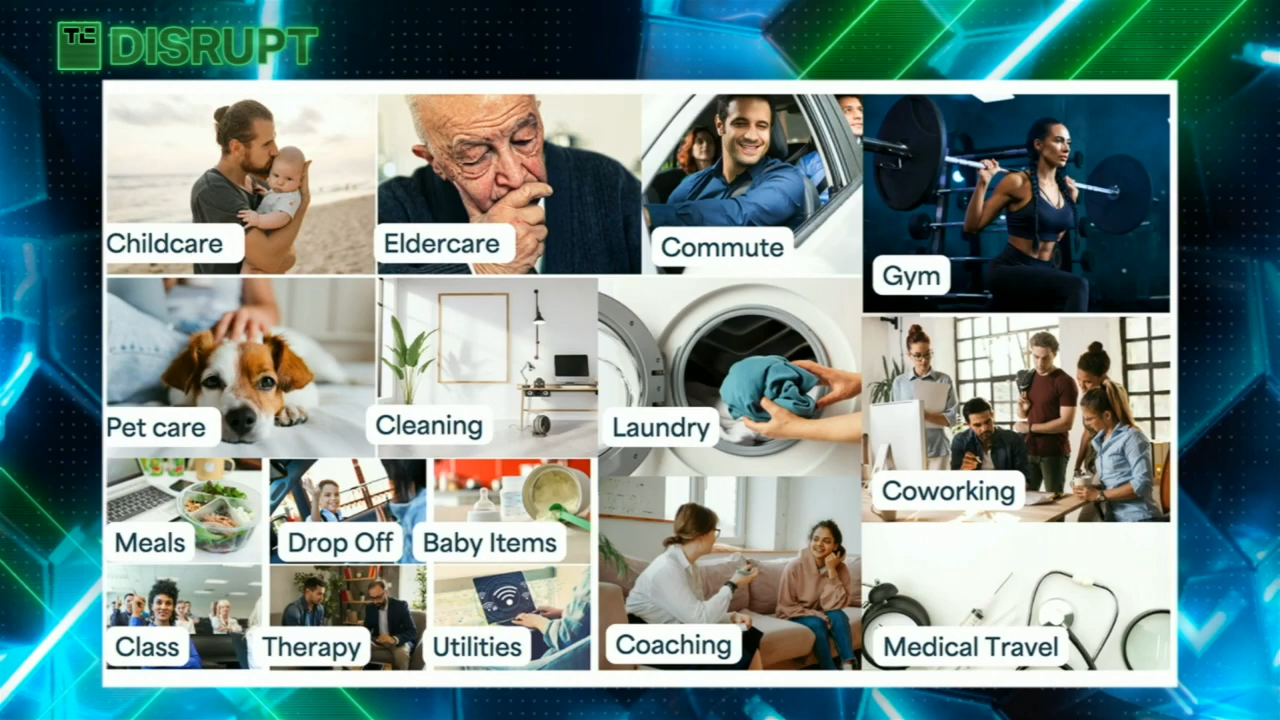 TC DISRUPT
Childcare
Eldercare
Commute
Gym
Pet care
Cleaning
Laundry
Coworking
Meals
Drop Off
Baby Items
Class
Therapy
Utilities
Coaching
Medical Travel